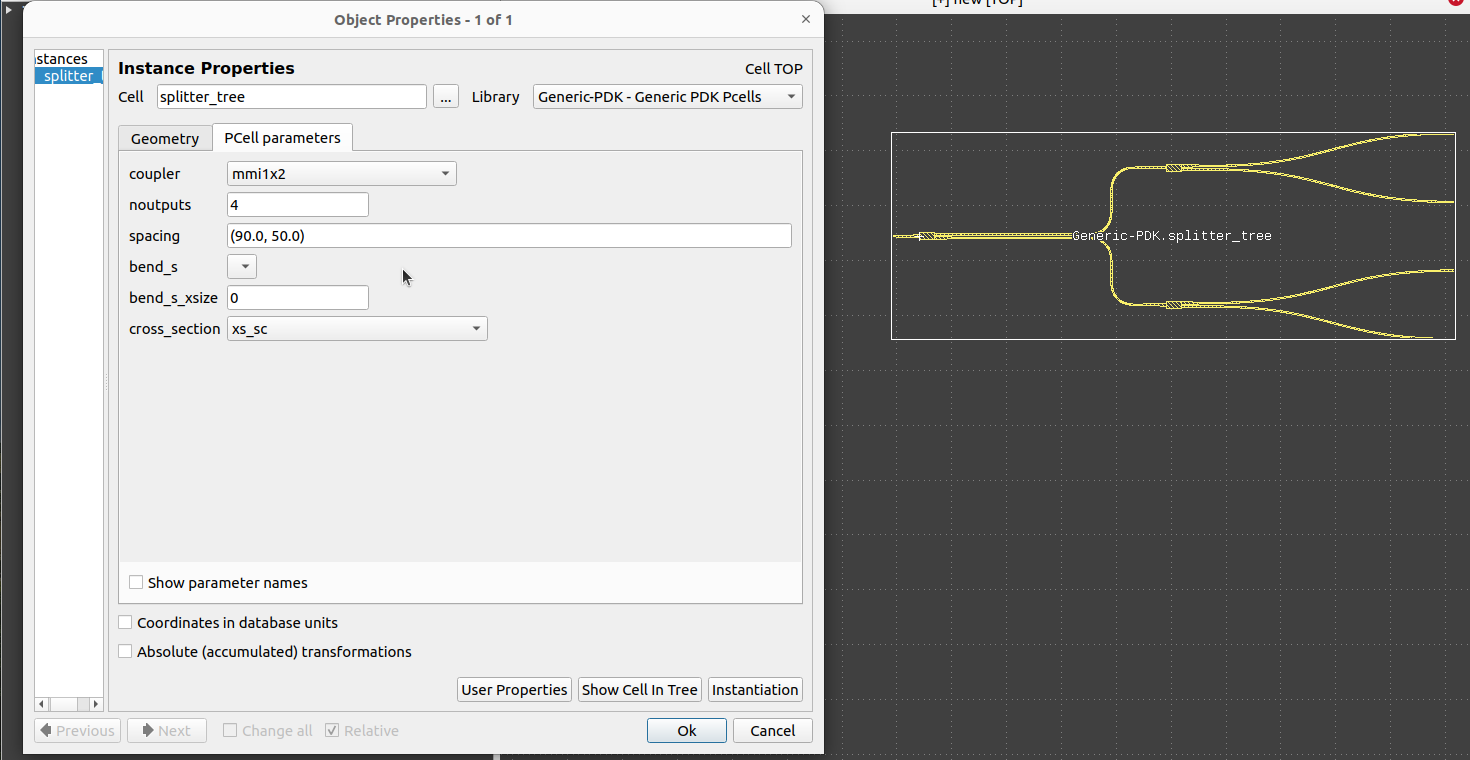 Object Properties - 1 of 1
[+] new [TOP]
stances
splitter_
Instance Properties
Cell TOP
Cell splitter_tree ... Library Generic-PDK - Generic PDK Pcells
Geometry PCell parameters
coupler mmi1x2
noutputs 4
spacing (90.0, 50.0)
bend_s
bend_s_xsize 0
cross_section xs_sc
Generic-PDK.splitter_tree
Show parameter names
Coordinates in database units
Absolute (accumulated) transformations
User Properties Show Cell In Tree Instantiation
Previous Next Change all Relative Ok Cancel